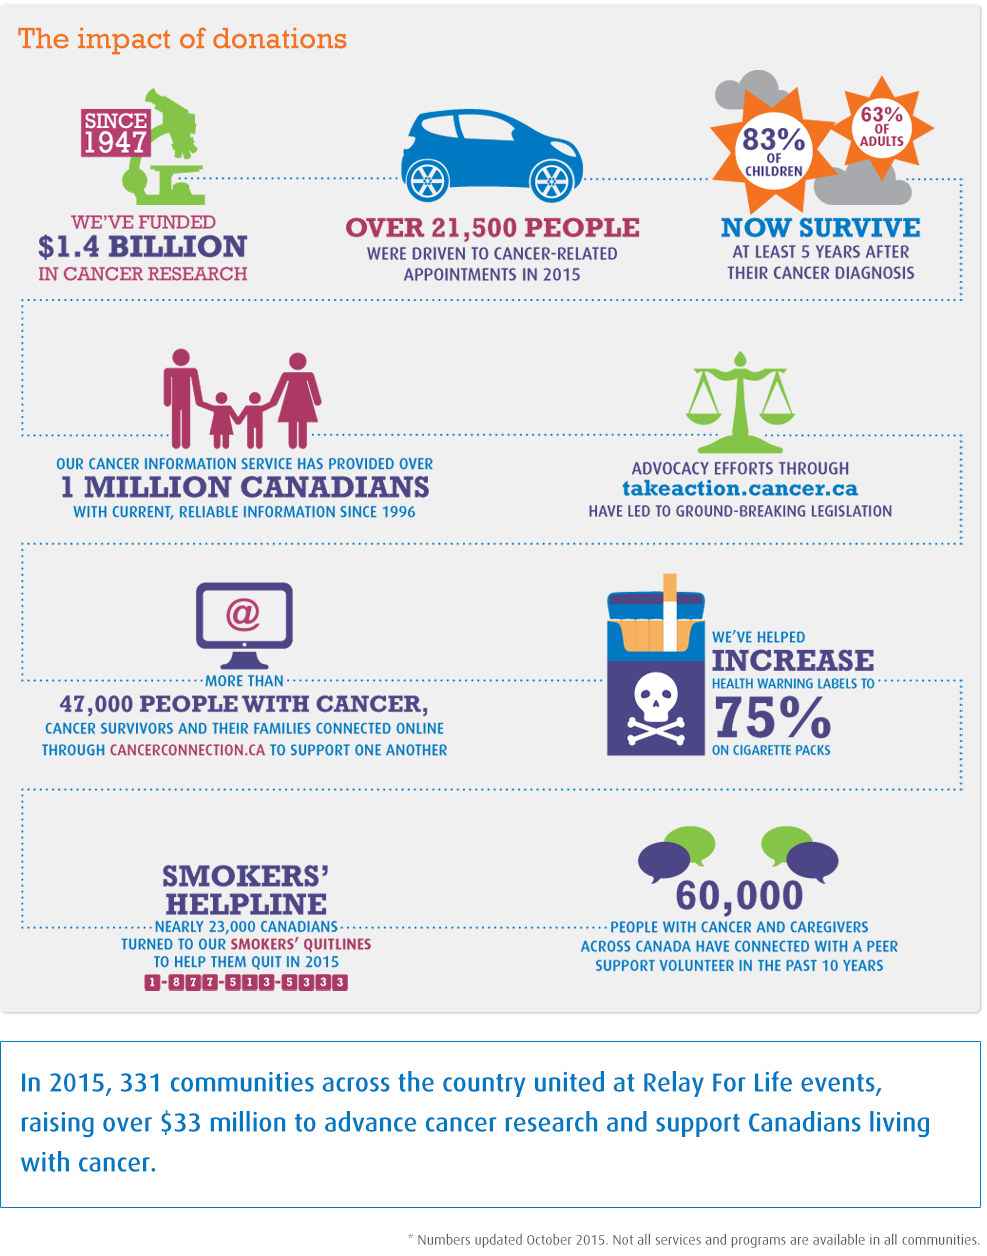 The impact of donations
SINCE
1947
WE'VE FUNDED
$1.4 BILLION
IN CANCER RESEARCH
OVER 21,500 PEOPLE
WERE DRIVEN TO CANCER-RELATED
APPOINTMENTS IN 2015
83%
OF
CHILDREN
63%
OF
ADULTS
NOW SURVIVE
AT LEAST 5 YEARS AFTER
THEIR CANCER DIAGNOSIS
OUR CANCER INFORMATION SERVICE HAS PROVIDED OVER
1 MILLION CANADIANS
WITH CURRENT, RELIABLE INFORMATION SINCE 1996
ADVOCACY EFFORTS THROUGH
takeaction.cancer.ca
HAVE LED TO GROUND-BREAKING LEGISLATION
@
MORE THAN
47,000 PEOPLE WITH CANCER,
CANCER SURVIVORS AND THEIR FAMILIES CONNECTED ONLINE
THROUGH CANCERCONNECTION.CA TO SUPPORT ONE ANOTHER
WE'VE HELPED
INCREASE
HEALTH WARNING LABELS TO
75%
ON CIGARETTE PACKS
SMOKERS'
HELPLINE
NEARLY 23,000 CANADIANS
TURNED TO OUR SMOKERS' QUITLINES
TO HELP THEM QUIT IN 2015
1-877-513-5333
60,000
PEOPLE WITH CANCER AND CAREGIVERS
ACROSS CANADA HAVE CONNECTED WITH A PEER
SUPPORT VOLUNTEER IN THE PAST 10 YEARS
In 2015, 331 communities across the country united at Relay For Life events,
raising over $33 million to advance cancer research and support Canadians living
with cancer.
* Numbers updated October 2015. Not all services and programs are available in all communities.